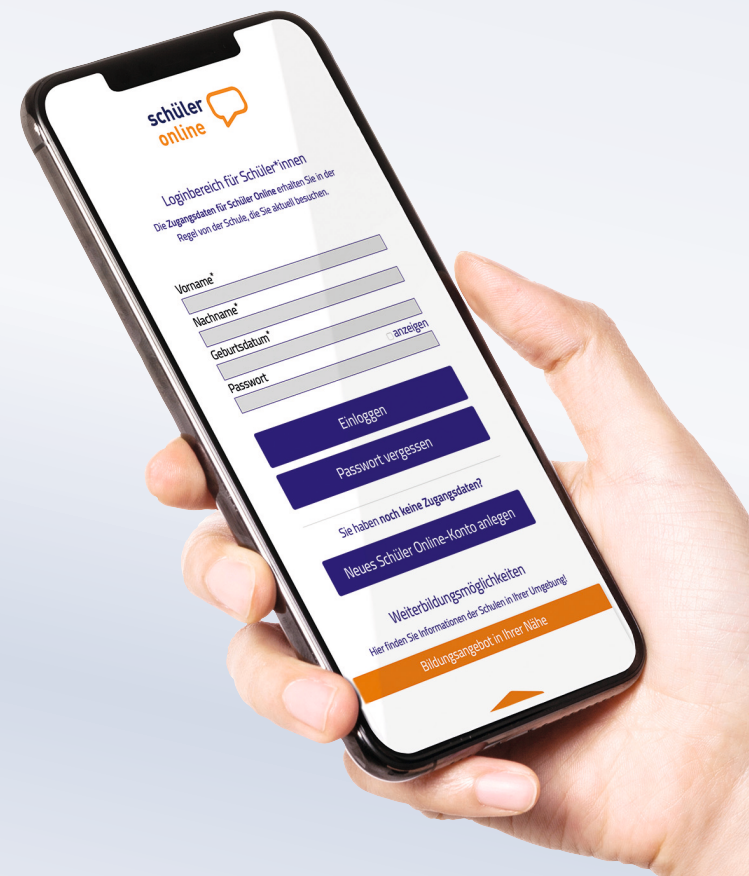 schüler
online
Loginbereich für Schüler*innen
Die Zugangsdaten für Schüler Online erhalten Sie in der
Regel von der Schule, die Sie aktuell besuchen.
Vorname*
Nachname*
Geburtsdatum*
Passwort
anzeigen
Einloggen
Passwort vergessen
Sie haben noch keine Zugangsdaten?
Neues Schüler Online-Konto anlegen
Weiterbildungsmöglichkeiten
Hier finden Sie Informationen der Schulen in Ihrer Umgebung!
Bildungsangebot in Ihrer Nähe